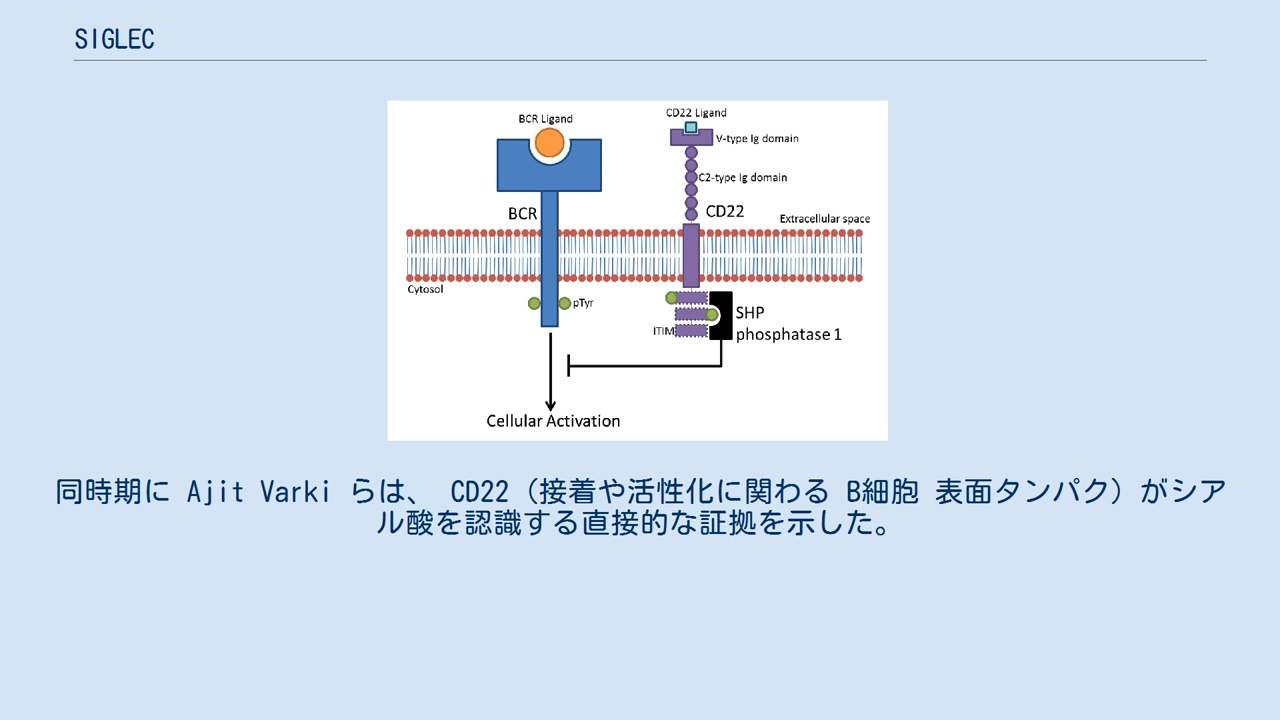 SIGLEC
BCR Ligand
CD22 Ligand
V-type Ig domain
C2-type Ig domain
BCR
CD22
Extracellular space
Cytosol
pTyr
SHP
phosphatase 1
ITIM
Cellular Activation
同時期に Ajit Varki らは、 CD22（接着や活性化に関わる B細胞 表面タンパク）がシア
ル酸を認識する直接的な証拠を示した。